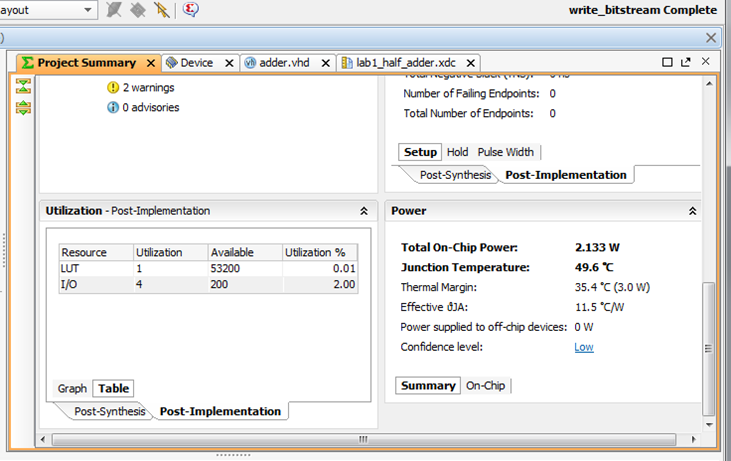 ayout
write_bitstream Complete
Project Summary
Device
adder.vhd
lab1_half_adder.xdc
2 warnings
0 advisories
Total Negative Slack (TNS): 0 ns
Number of Failing Endpoints: 0
Total Number of Endpoints: 0
Setup Hold Pulse Width
Post-Synthesis Post-Implementation
Utilization - Post-Implementation
Resource Utilization Available Utilization %
LUT 1 53200 0.01
I/O 4 200 2.00
Graph Table
Post-Synthesis Post-Implementation
Power
Total On-Chip Power: 2.133 W
Junction Temperature: 49.6 °C
Thermal Margin: 35.4 °C (3.0 W)
Effective ϑJA: 11.5 °C/W
Power supplied to off-chip devices: 0 W
Confidence level: Low
Summary On-Chip